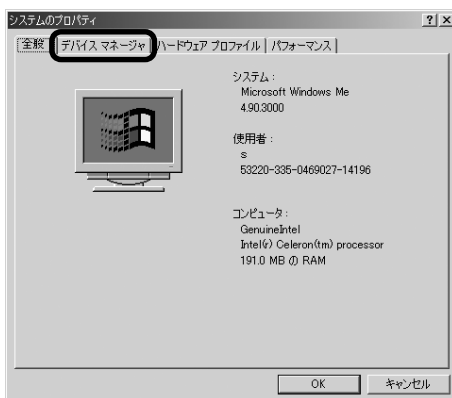 システムのプロパティ
? ×
全般 デバイス マネージャ ハードウェア プロファイル パフォーマンス
システム :
Microsoft Windows Me
4.90.3000
使用者 :
s
53220-335-0469027-14196
コンピュータ :
GenuineIntel
Intel(r) Celeron(tm) processor
191.0 MB の RAM
OK キャンセル